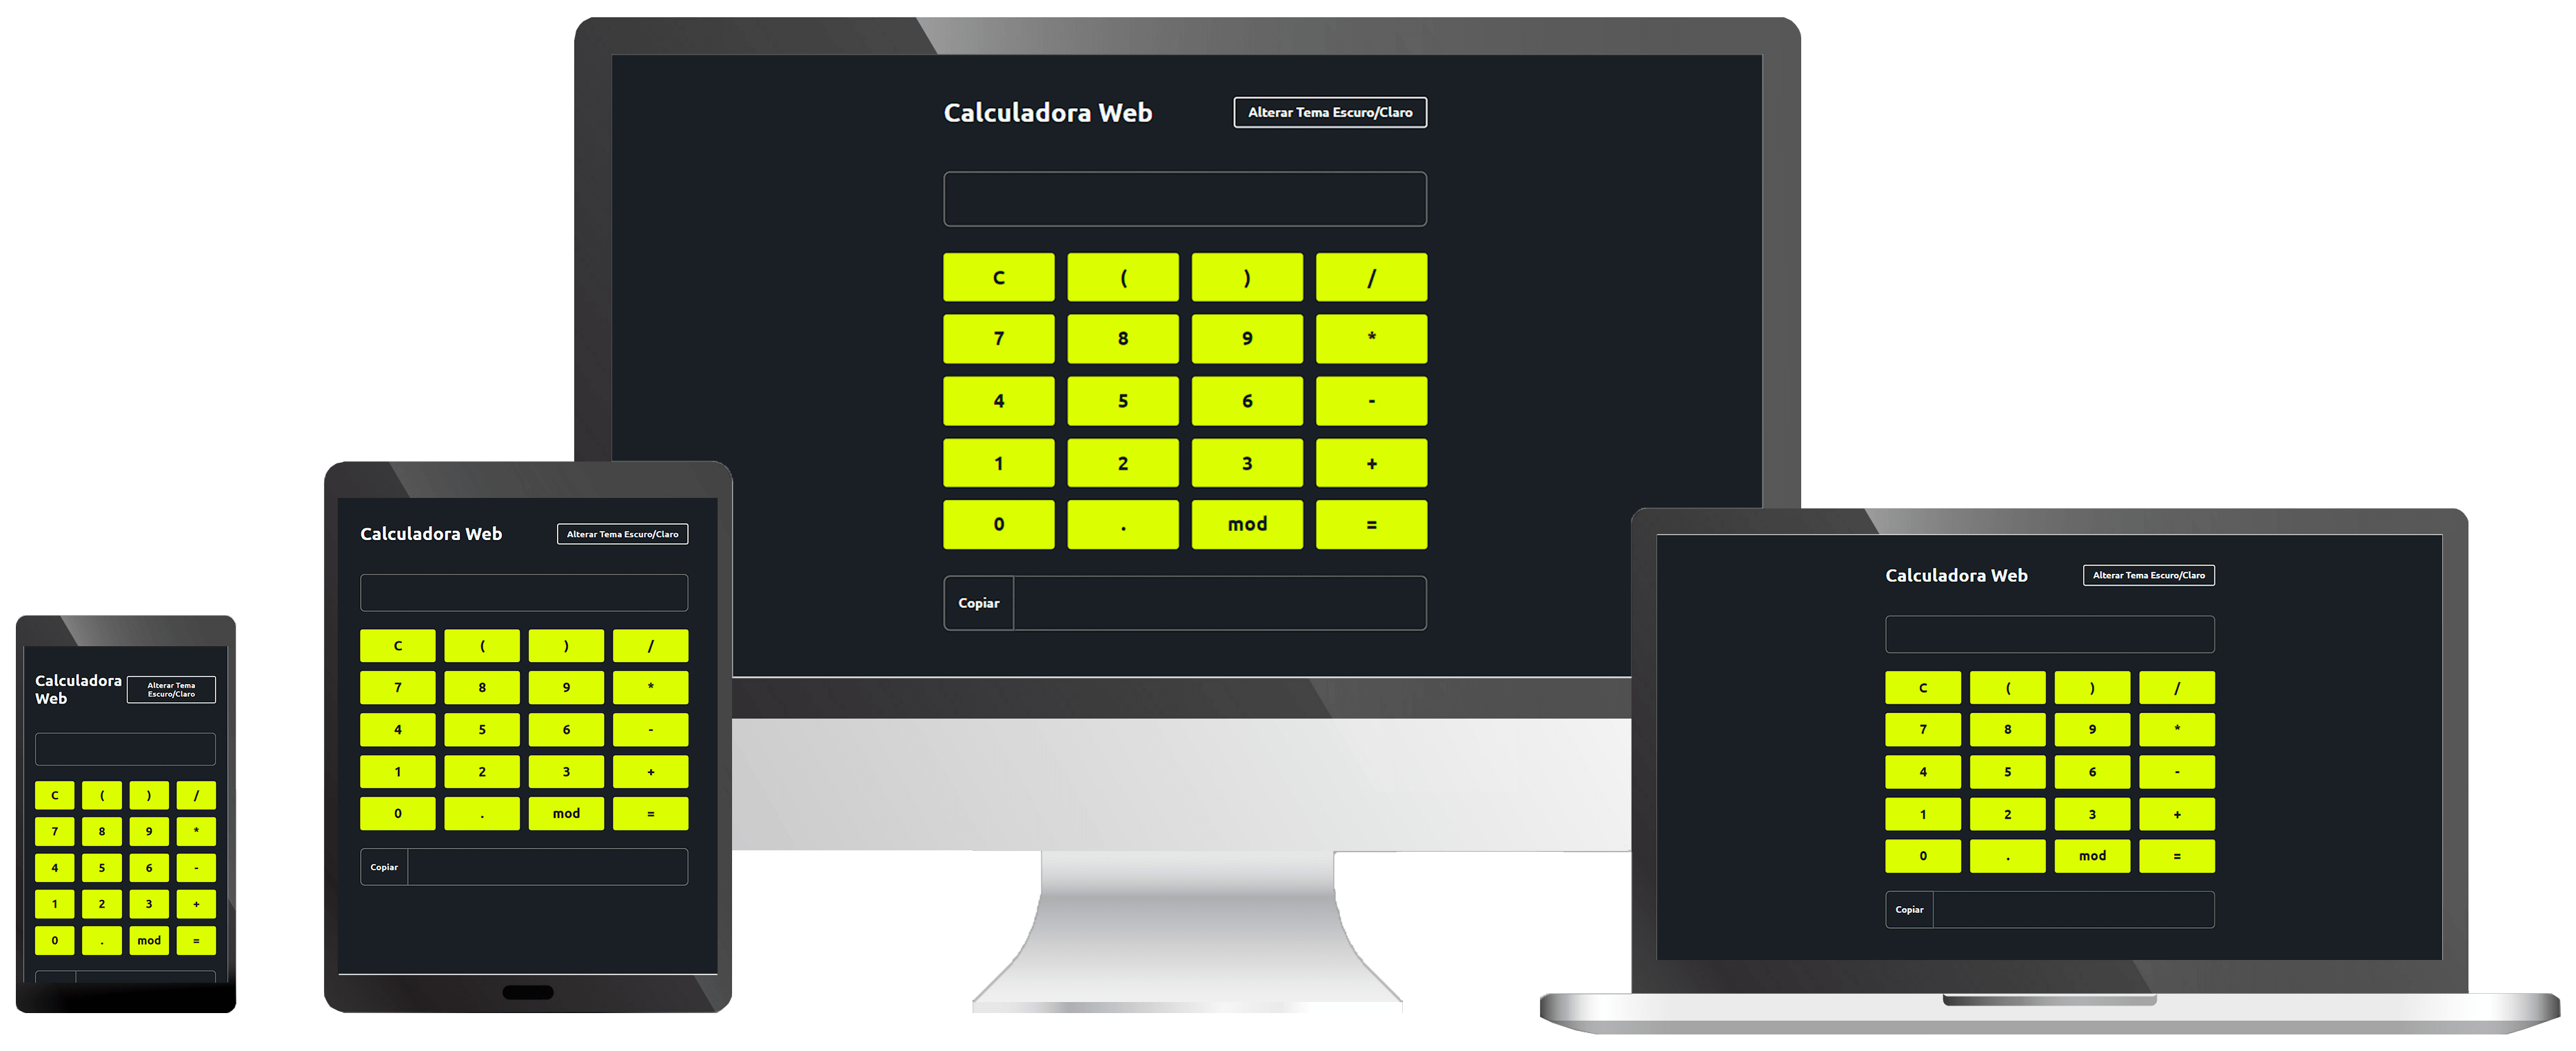 Calculadora Web
Alterar Tema Escuro/Claro
C ( ) /
7 8 9 *
4 5 6 -
1 2 3 +
0 . mod =
Copiar
Calculadora Web
Alterar Tema Escuro/Claro
C ( ) /
7 8 9 *
4 5 6 -
1 2 3 +
0 . mod =
Copiar
Calculadora Web
Alterar Tema Escuro/Claro
C ( ) /
7 8 9 *
4 5 6 -
1 2 3 +
0 . mod =
Copiar
Calculadora
Web
Alterar Tema
Escuro/Claro
C ( ) /
7 8 9 *
4 5 6 -
1 2 3 +
0 . mod =